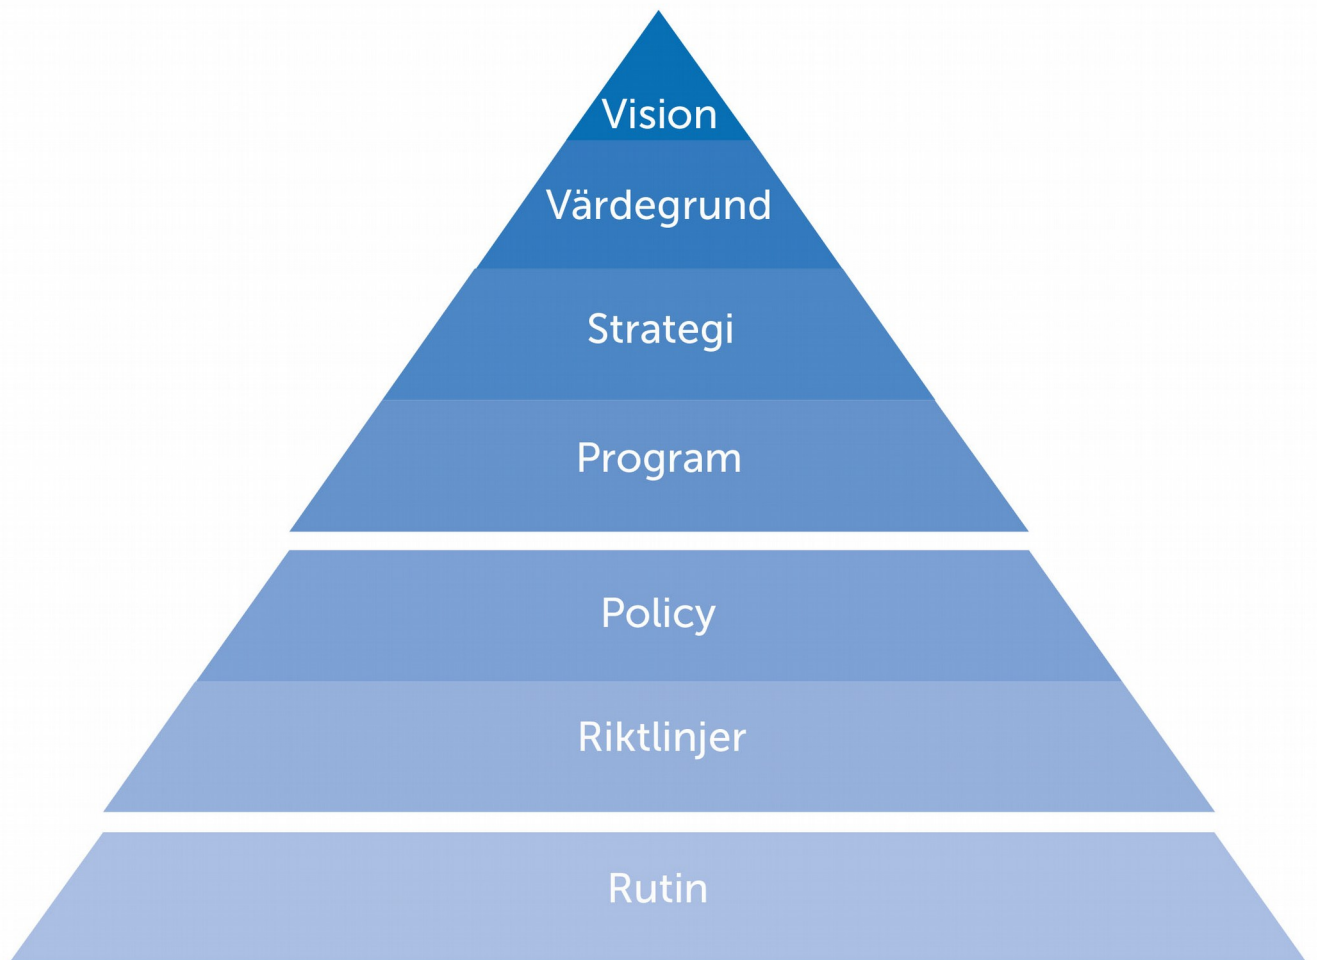 Vision
Värdegrund
Strategi
Program
Policy
Riktlinjer
Rutin